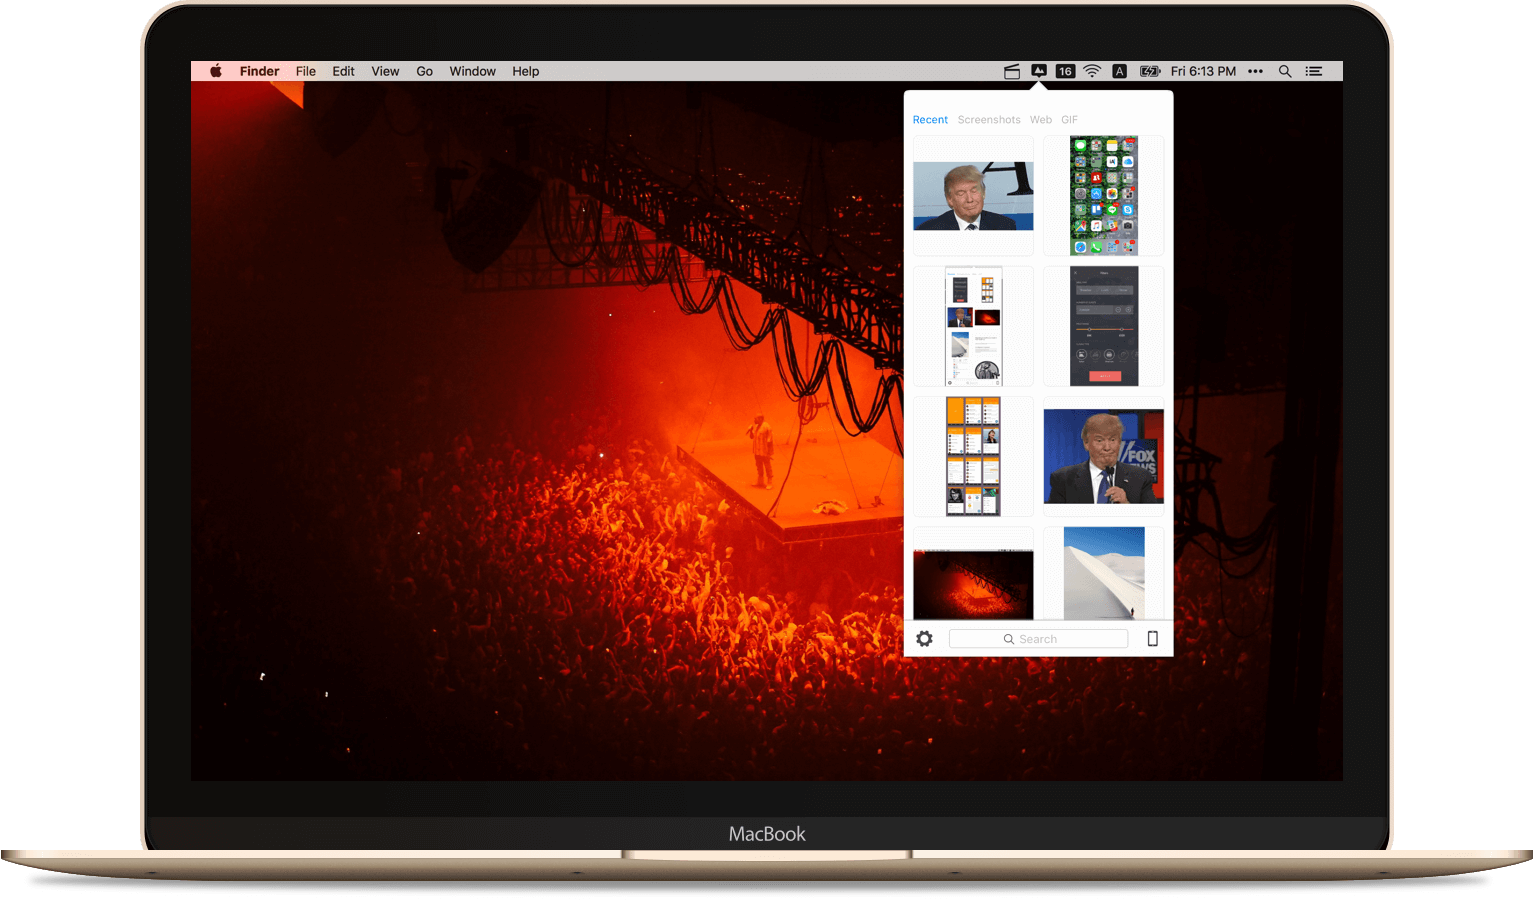 Finder File Edit View Go Window Help 16 A Fri 6:13 PM
Recent Screenshots Web GIF
A
FOX
NEWS
Search
MacBook